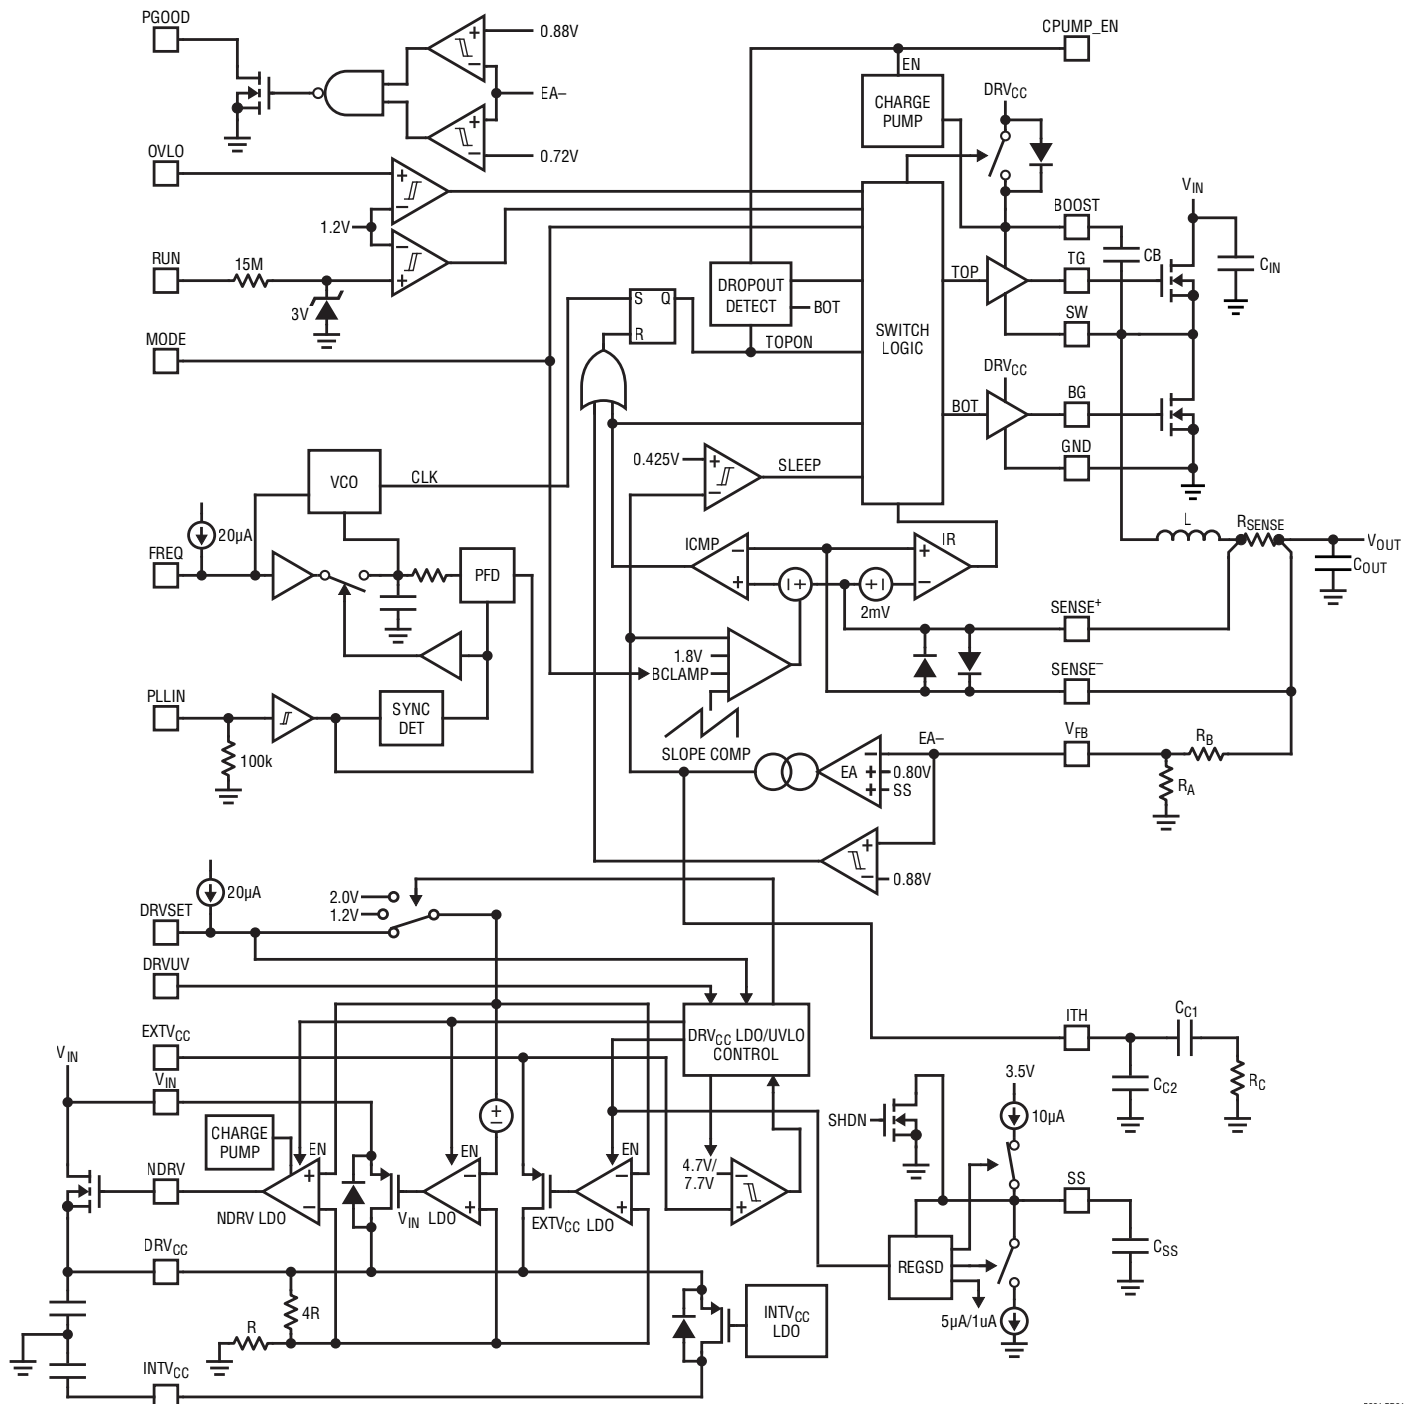 PGOOD
0.88V
EA–
0.72V
CPUMP_EN
EN
CHARGE
PUMP
DRVCC
OVLO
1.2V
RUN
15M
3V
MODE
S Q
R
DROPOUT
DETECT
BOT
TOPON
SWITCH
LOGIC
TOP
BOT
DRVCC
BOOST
TG
SW
BG
GND
CB
VIN
CIN
VCO
CLK
20µA
FREQ
PFD
PLLIN
100k
SYNC
DET
0.425V
SLEEP
ICMP
IR
2mV
1.8V
BCLAMP
SLOPE COMP
L
RSENSE
VOUT
COUT
SENSE+
SENSE–
VFB
RB
RA
EA–
EA
0.80V
SS
0.88V
20µA
DRVSET
2.0V
1.2V
DRVUV
EXTVCC
VIN
VIN
DRVCC LDO/UVLO
CONTROL
CHARGE
PUMP
EN
NDRV
NDRV LDO
EN
VIN LDO
EN
EXTVCC LDO
4.7V/
7.7V
DRVCC
4R
R
INTVCC
INTVCC
LDO
ITH
CC1
CC2
RC
3.5V
10µA
SHDN
SS
CSS
REGSD
5µA/1uA